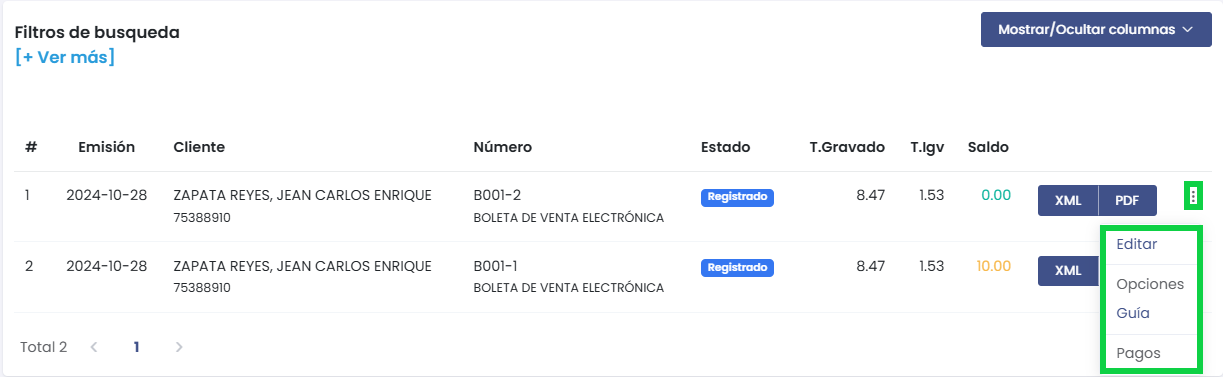 Filtros de busqueda
Mostrar/Ocultar columnas
[+ Ver más]
# Emisión Cliente Número Estado T.Gravado T.Igv Saldo
1 2024-10-28 ZAPATA REYES, JEAN CARLOS ENRIQUE B001-2 Registrado 8.47 1.53 0.00 XML PDF
75388910 BOLETA DE VENTA ELECTRÓNICA
Editar
2 2024-10-28 ZAPATA REYES, JEAN CARLOS ENRIQUE B001-1 Registrado 8.47 1.53 10.00 XML
75388910 BOLETA DE VENTA ELECTRÓNICA
Opciones
Guía
Pagos
Total 2 < 1 >